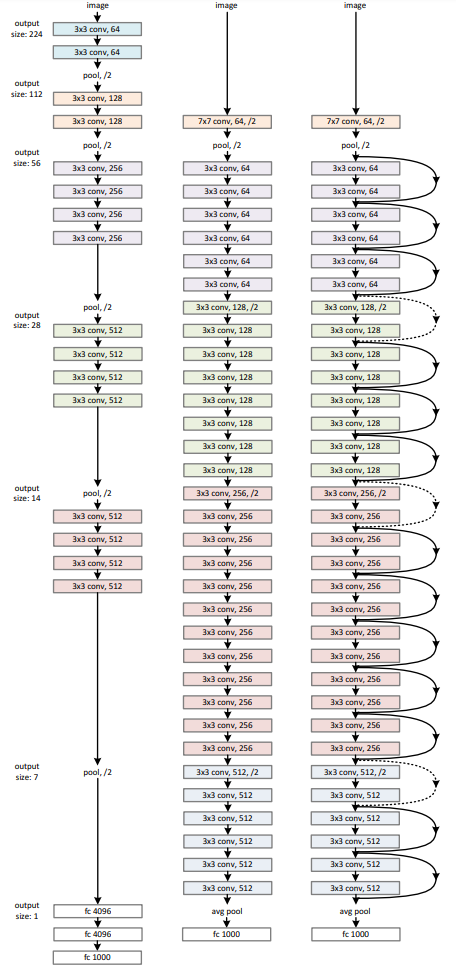 output
size: 224
output
size: 112
output
size: 56
output
size: 28
output
size: 14
output
size: 7
output
size: 1
image
3x3 conv, 64
3x3 conv, 64
pool, /2
3x3 conv, 128
3x3 conv, 128
pool, /2
3x3 conv, 256
3x3 conv, 256
3x3 conv, 256
3x3 conv, 256
pool, /2
3x3 conv, 512
3x3 conv, 512
3x3 conv, 512
3x3 conv, 512
pool, /2
3x3 conv, 512
3x3 conv, 512
3x3 conv, 512
3x3 conv, 512
pool, /2
fc 4096
fc 4096
fc 1000
image
7x7 conv, 64, /2
pool, /2
3x3 conv, 64
3x3 conv, 64
3x3 conv, 64
3x3 conv, 64
3x3 conv, 64
3x3 conv, 64
3x3 conv, 128, /2
3x3 conv, 128
3x3 conv, 128
3x3 conv, 128
3x3 conv, 128
3x3 conv, 128
3x3 conv, 128
3x3 conv, 128
3x3 conv, 256, /2
3x3 conv, 256
3x3 conv, 256
3x3 conv, 256
3x3 conv, 256
3x3 conv, 256
3x3 conv, 256
3x3 conv, 256
3x3 conv, 256
3x3 conv, 256
3x3 conv, 256
3x3 conv, 256
3x3 conv, 512, /2
3x3 conv, 512
3x3 conv, 512
3x3 conv, 512
3x3 conv, 512
3x3 conv, 512
avg pool
fc 1000
image
7x7 conv, 64, /2
pool, /2
3x3 conv, 64
3x3 conv, 64
3x3 conv, 64
3x3 conv, 64
3x3 conv, 64
3x3 conv, 64
3x3 conv, 128, /2
3x3 conv, 128
3x3 conv, 128
3x3 conv, 128
3x3 conv, 128
3x3 conv, 128
3x3 conv, 128
3x3 conv, 128
3x3 conv, 256, /2
3x3 conv, 256
3x3 conv, 256
3x3 conv, 256
3x3 conv, 256
3x3 conv, 256
3x3 conv, 256
3x3 conv, 256
3x3 conv, 256
3x3 conv, 256
3x3 conv, 256
3x3 conv, 256
3x3 conv, 512, /2
3x3 conv, 512
3x3 conv, 512
3x3 conv, 512
3x3 conv, 512
3x3 conv, 512
avg pool
fc 1000